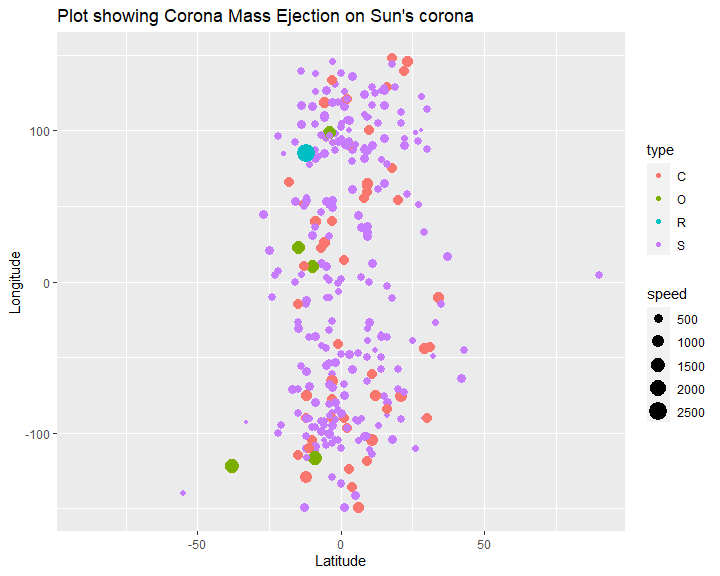 Plot showing Corona Mass Ejection on Sun's corona
Longitude
100
0
-100
-50
0
50
Latitude
type
C
O
R
S
speed
500
1000
1500
2000
2500